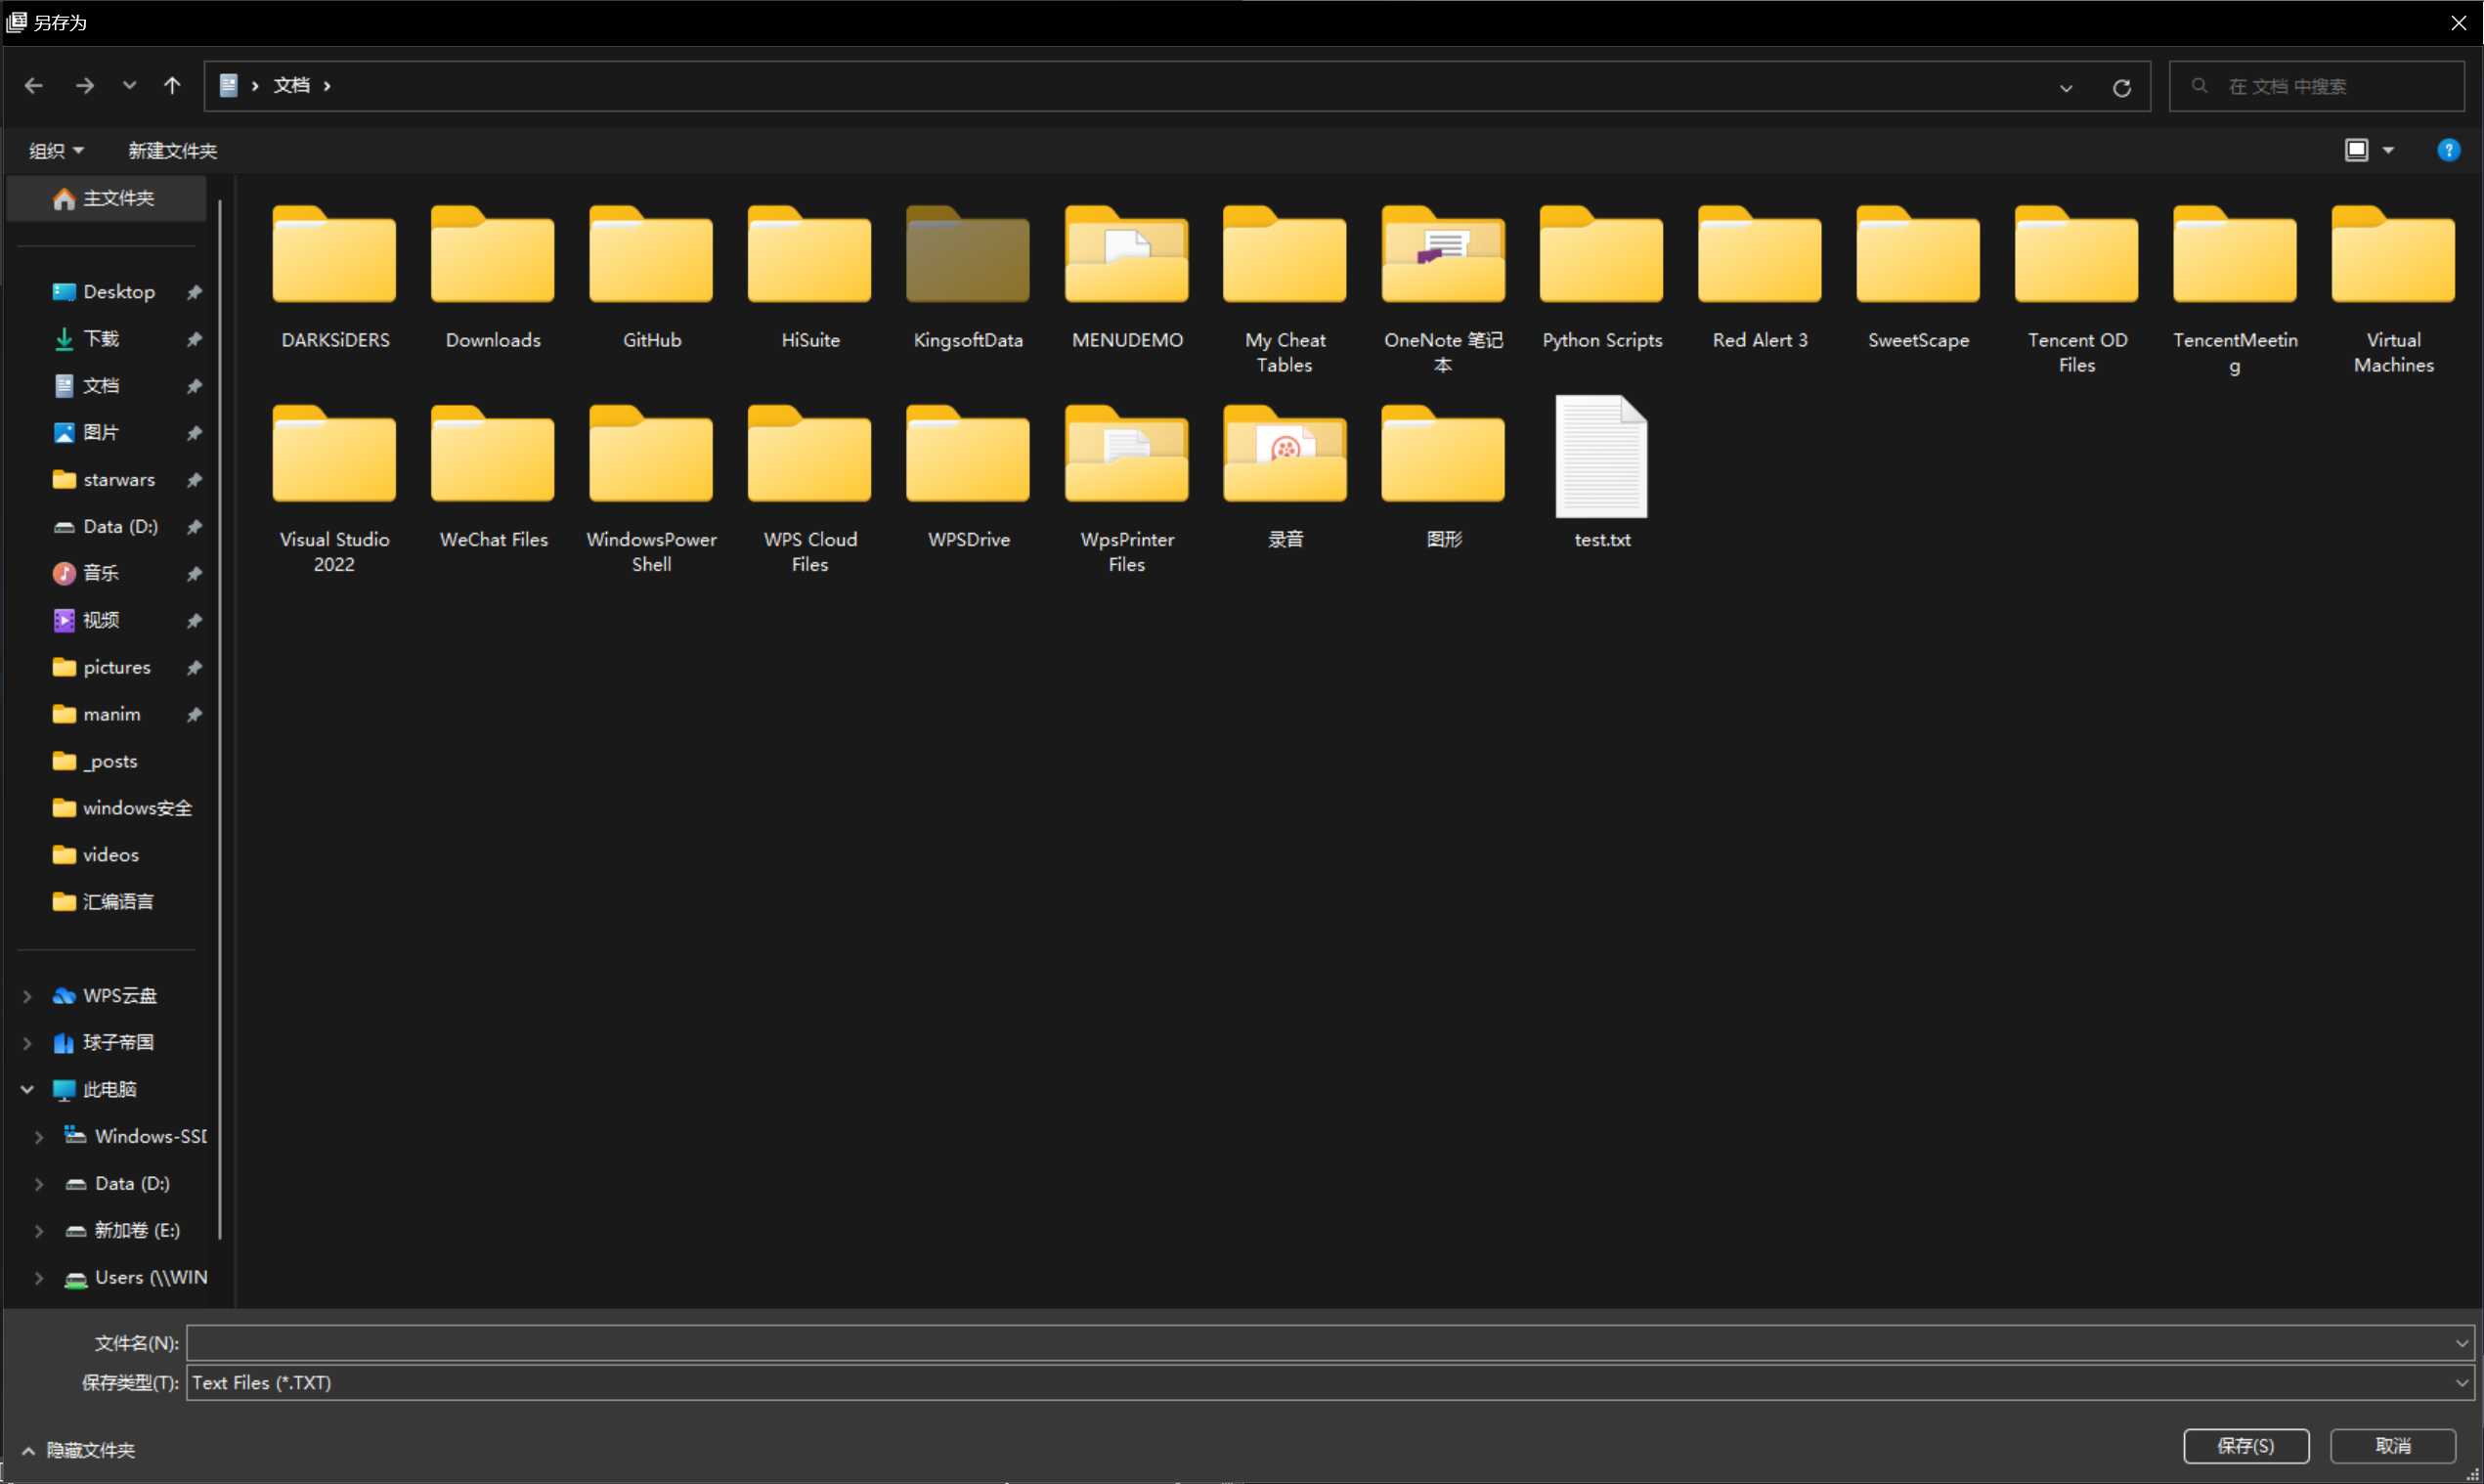 另存为
文档
在 文档 中搜索
组织
新建文件夹
主文件夹
Desktop
下载
文档
图片
starwars
Data (D:)
音乐
视频
pictures
manim
_posts
windows安全
videos
汇编语言
WPS云盘
球子帝国
此电脑
Windows-SSD
Data (D:)
新加卷 (E:)
Users (\\WIN
DARKSiDERS
Downloads
GitHub
HiSuite
KingsoftData
MENUDEMO
My Cheat
Tables
OneNote 笔记
本
Python Scripts
Red Alert 3
SweetScape
Tencent OD
Files
TencentMeetin
g
Virtual
Machines
Visual Studio
2022
WeChat Files
WindowsPower
Shell
WPS Cloud
Files
WPSDrive
WpsPrinter
Files
录音
图形
test.txt
文件名(N):
保存类型(T): Text Files (*.TXT)
隐藏文件夹
保存(S)
取消